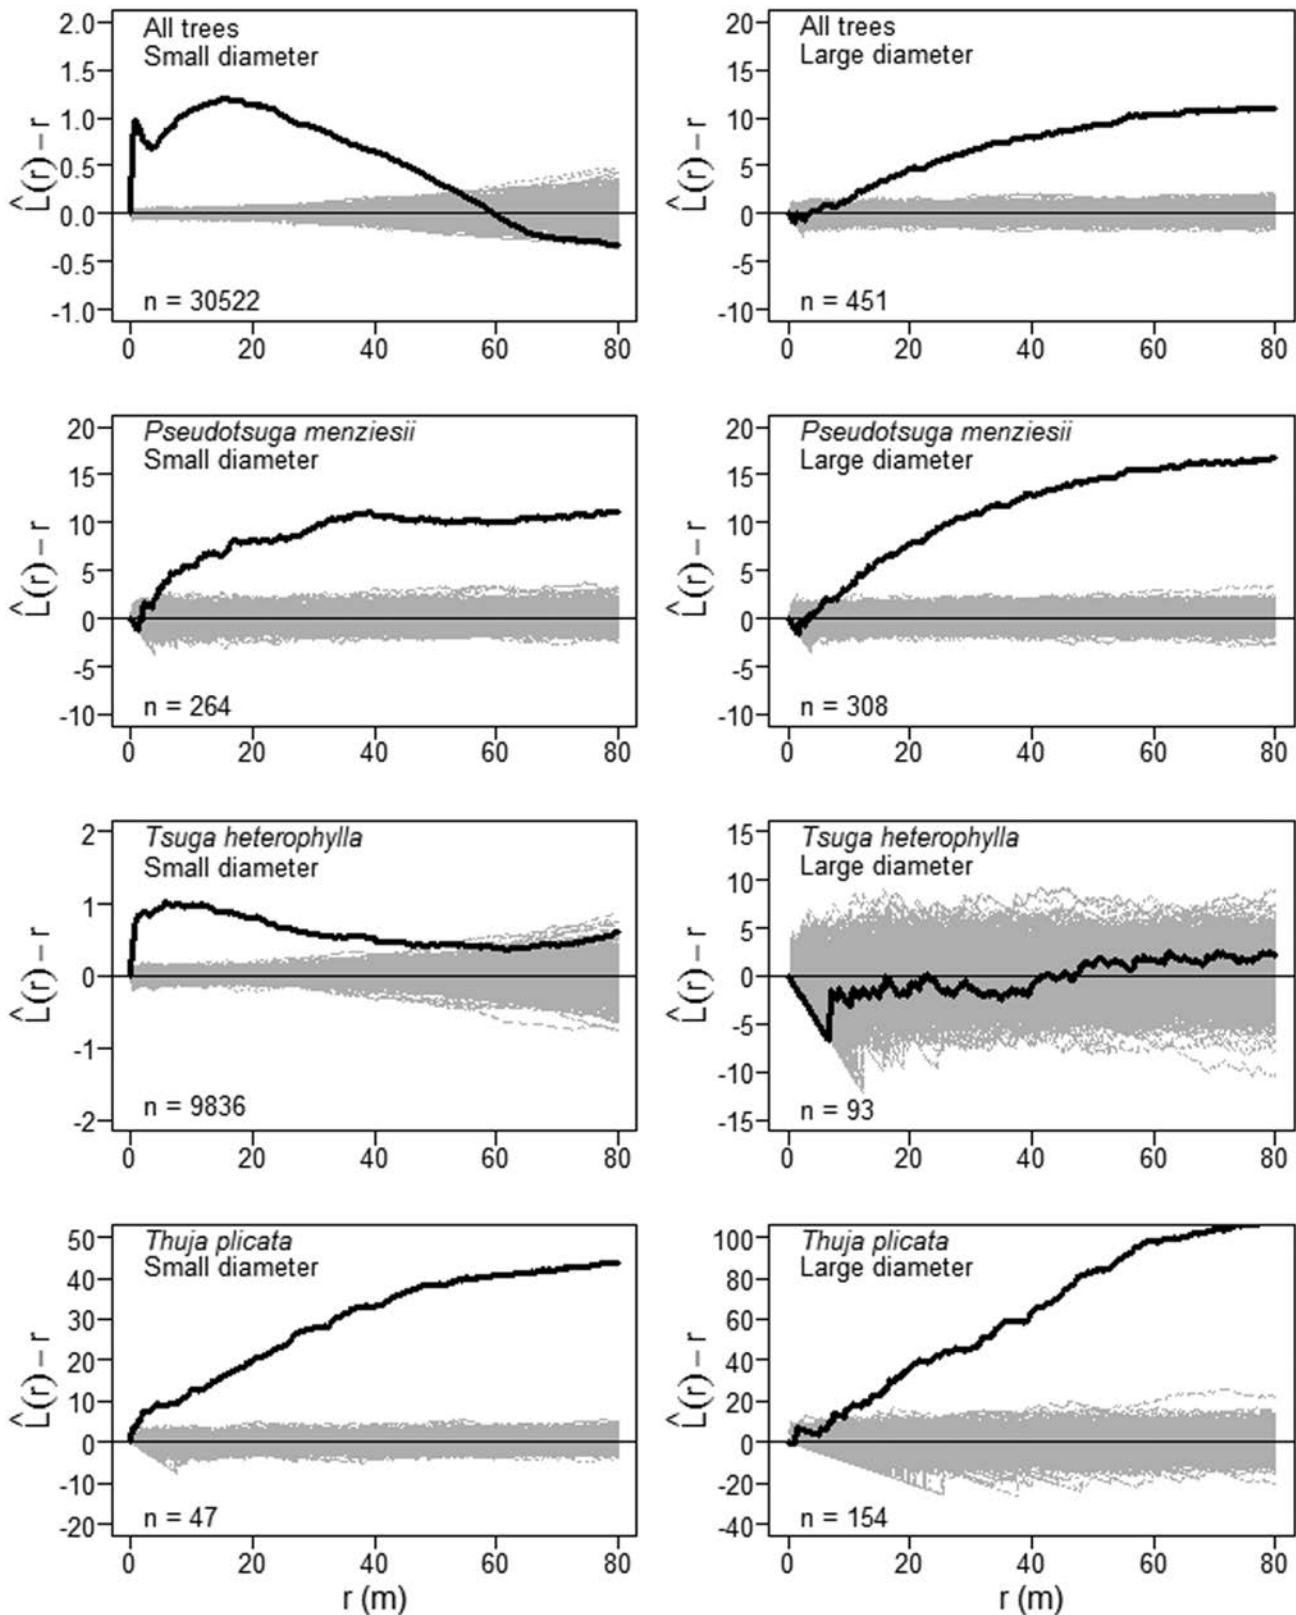 All trees
Small diameter
2.0
1.5
1.0
0.5
0.0
-0.5
-1.0
L̂(r) − r
n = 30522
0 20 40 60 80
All trees
Large diameter
20
15
10
5
0
-5
-10
L̂(r) − r
n = 451
0 20 40 60 80
Pseudotsuga menziesii
Small diameter
20
15
10
5
0
-5
-10
L̂(r) − r
n = 264
0 20 40 60 80
Pseudotsuga menziesii
Large diameter
20
15
10
5
0
-5
-10
L̂(r) − r
n = 308
0 20 40 60 80
Tsuga heterophylla
Small diameter
2
1
0
-1
-2
L̂(r) − r
n = 9836
0 20 40 60 80
Tsuga heterophylla
Large diameter
15
10
5
0
-5
-10
-15
L̂(r) − r
n = 93
0 20 40 60 80
Thuja plicata
Small diameter
50
40
30
20
10
0
-10
-20
L̂(r) − r
n = 47
0 20 40 60 80
r (m)
Thuja plicata
Large diameter
100
80
60
40
20
0
-20
-40
L̂(r) − r
n = 154
0 20 40 60 80
r (m)